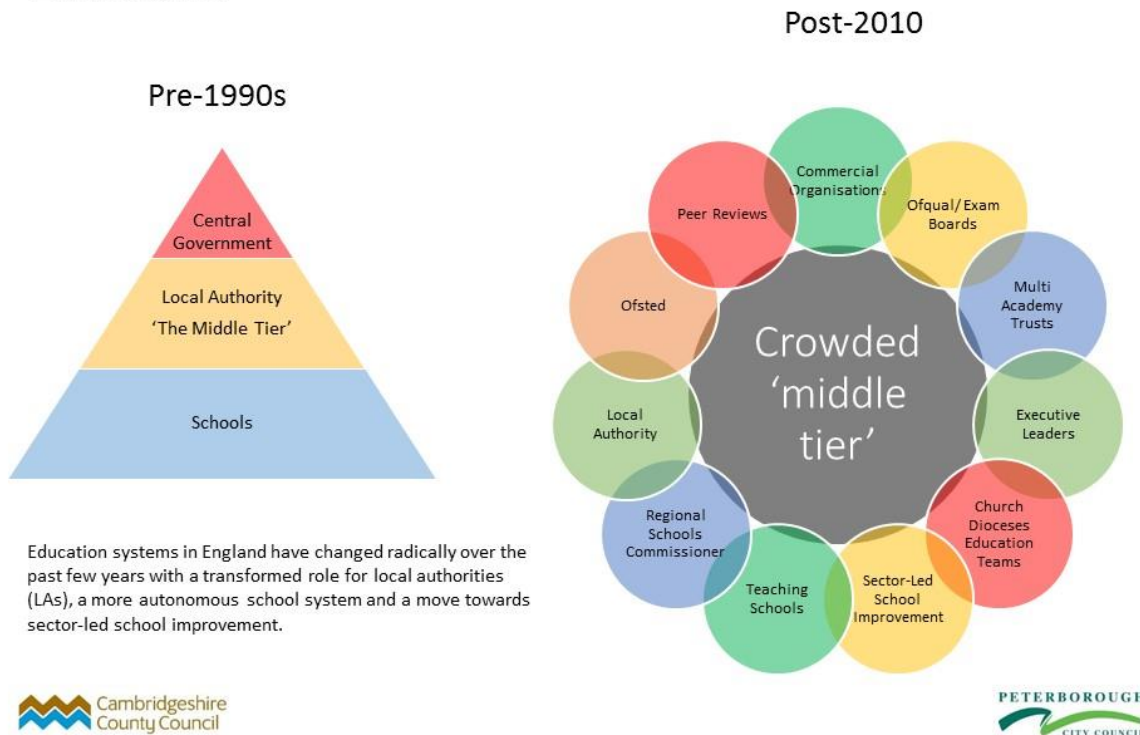 Post-2010
Pre-1990s
Central
Government
Local Authority
‘The Middle Tier’
Schools
Commercial
Organisations
Ofqual/ Exam
Boards
Multi
Academy
Trusts
Executive
Leaders
Church
Dioceses
Education
Teams
Sector-Led
School
Improvement
Teaching
Schools
Regional
Schools
Commissioner
Local
Authority
Ofsted
Peer Reviews
Crowded
‘middle
tier’
Education systems in England have changed radically over the
past few years with a transformed role for local authorities
(LAs), a more autonomous school system and a move towards
sector-led school improvement.
Cambridgeshire
County Council
PETERBOROUGH
CITY COUNCIL